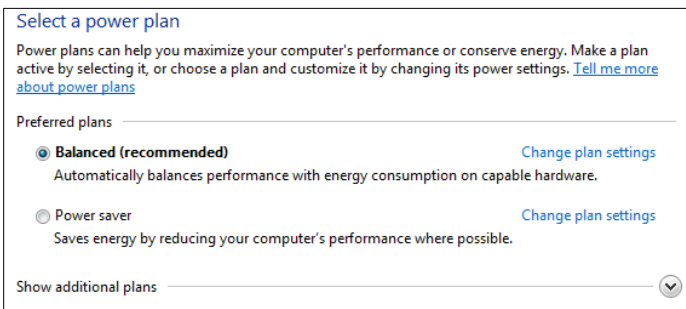 Select a power plan
Power plans can help you maximize your computer's performance or conserve energy. Make a plan
active by selecting it, or choose a plan and customize it by changing its power settings. Tell me more
about power plans
Preferred plans
Balanced (recommended) Change plan settings
Automatically balances performance with energy consumption on capable hardware.
Power saver Change plan settings
Saves energy by reducing your computer's performance where possible.
Show additional plans